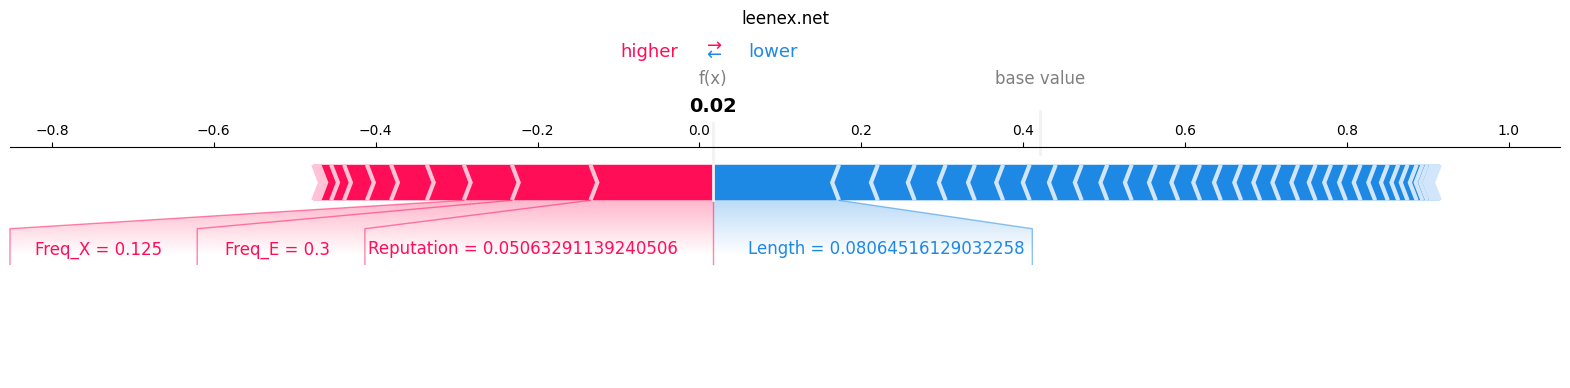 leenex.net
higher ⇄ lower
f(x) base value
0.02
−0.8 −0.6 −0.4 −0.2 0.0 0.2 0.4 0.6 0.8 1.0
Freq_X = 0.125 Freq_E = 0.3 Reputation = 0.05063291139240506 Length = 0.08064516129032258